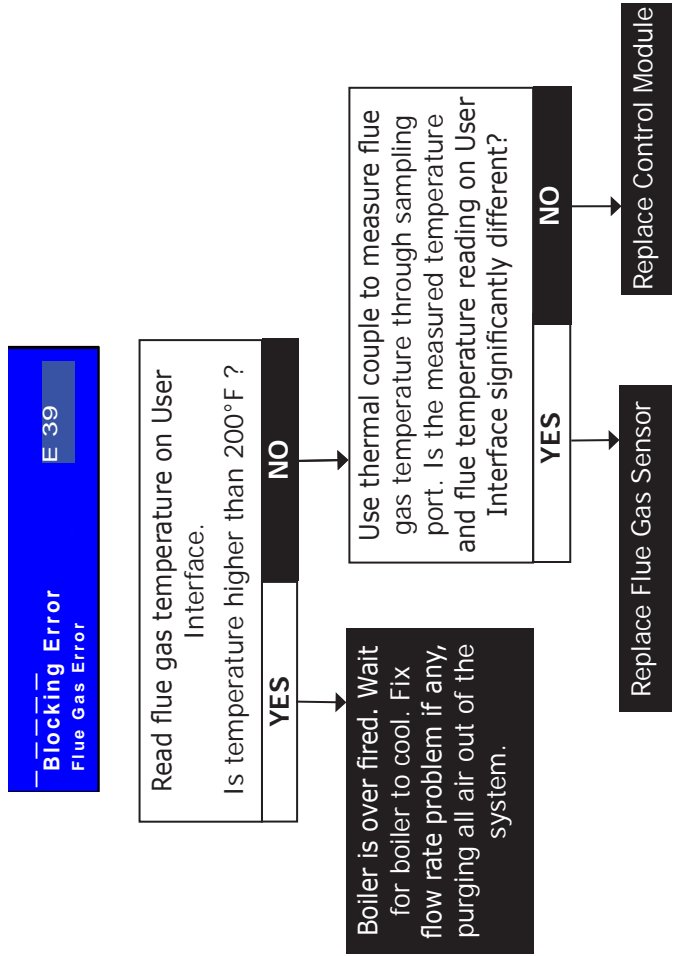 _ _ _ _ _
Blocking Error
Flue Gas Error
E 39
Read flue gas temperature on User
Interface.
Is temperature higher than 200°F ?
YES
NO
Boiler is over fired. Wait
for boiler to cool. Fix
flow rate problem if any,
purging all air out of the
system.
Use thermal couple to measure flue
gas temperature through sampling
port. Is the measured temperature
and flue temperature reading on User
Interface significantly different?
YES
NO
Replace Flue Gas Sensor
Replace Control Module